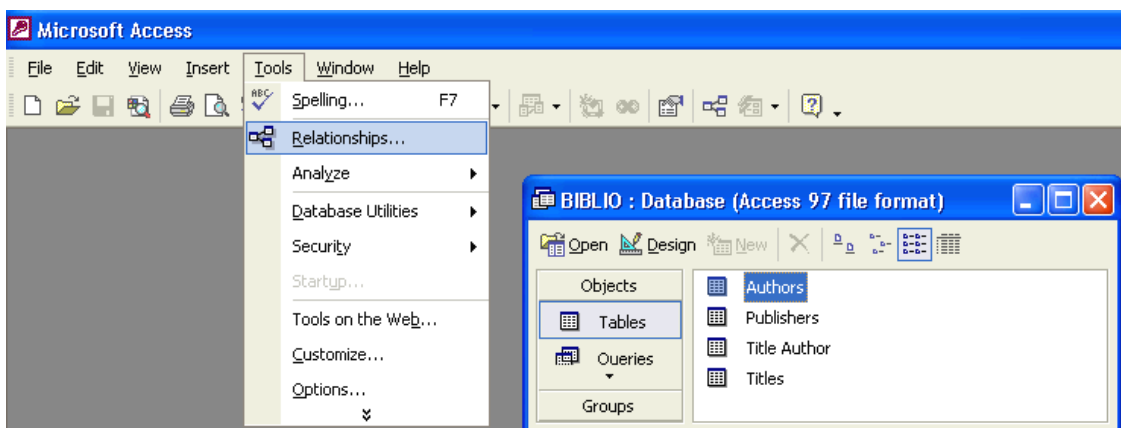 Microsoft Access
File Edit View Insert Tools Window Help
ABC Spelling... F7
Relationships...
Analyze
Database Utilities
Security
Startup...
Tools on the Web...
Customize...
Options...
BIBLIO : Database (Access 97 file format)
Open Design New
Objects
Tables
Queries
Groups
Authors
Publishers
Title Author
Titles